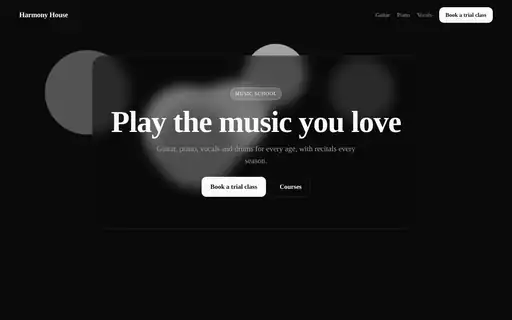 Harmony House
Guitar
Piano
Vocals
Book a trial class
MUSIC SCHOOL
Play the music you love
Guitar, piano, vocals and drums for every age, with recitals every
season.
Book a trial class
Courses